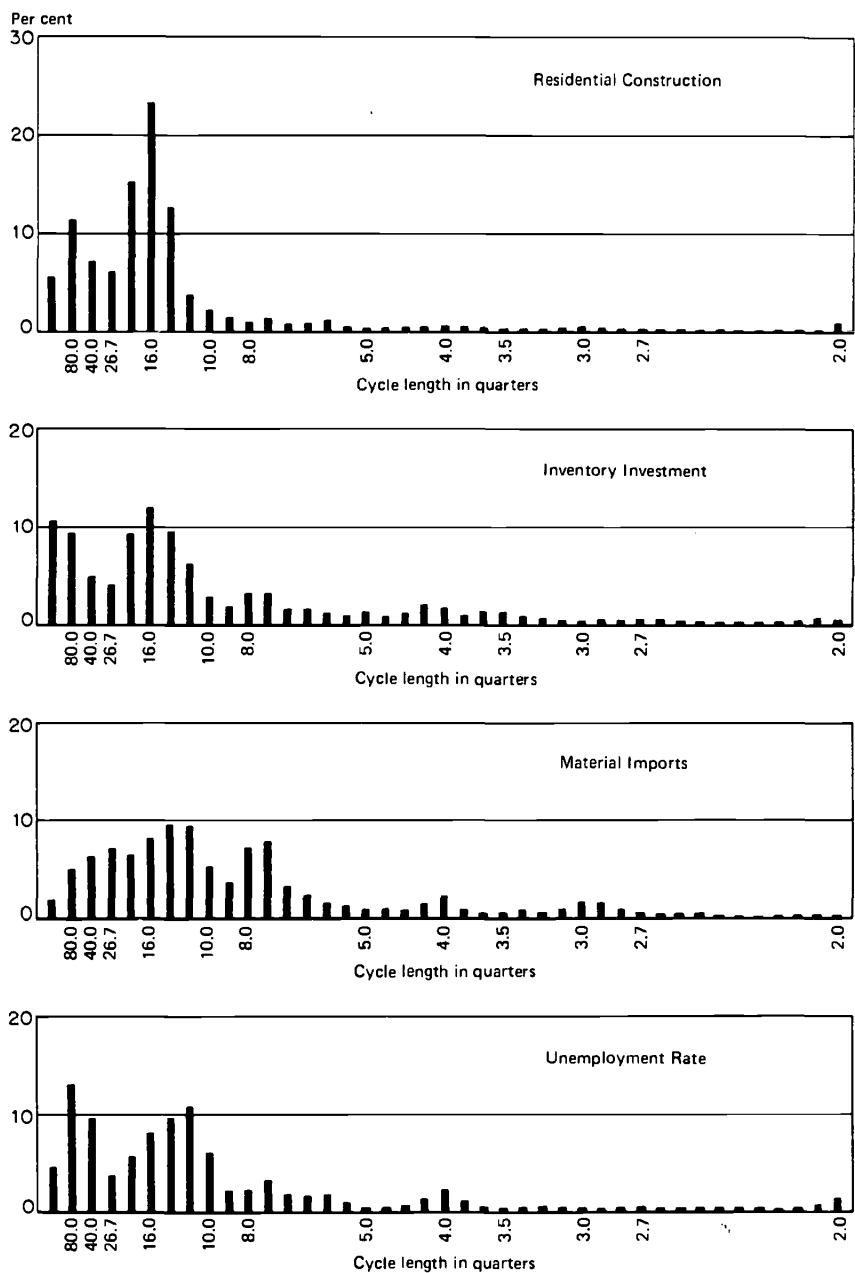 Per cent
30
Residential Construction
20
10
0
80.0 40.0 26.7 16.0 10.0 8.0 5.0 4.0 3.5 3.0 2.7 2.0
Cycle length in quarters
20
Inventory Investment
10
0
80.0 40.0 26.7 16.0 10.0 8.0 5.0 4.0 3.5 3.0 2.7 2.0
Cycle length in quarters
20
Material Imports
10
0
80.0 40.0 26.7 16.0 10.0 8.0 5.0 4.0 3.5 3.0 2.7 2.0
Cycle length in quarters
20
Unemployment Rate
10
0
80.0 40.0 26.7 16.0 10.0 8.0 5.0 4.0 3.5 3.0 2.7 2.0
Cycle length in quarters